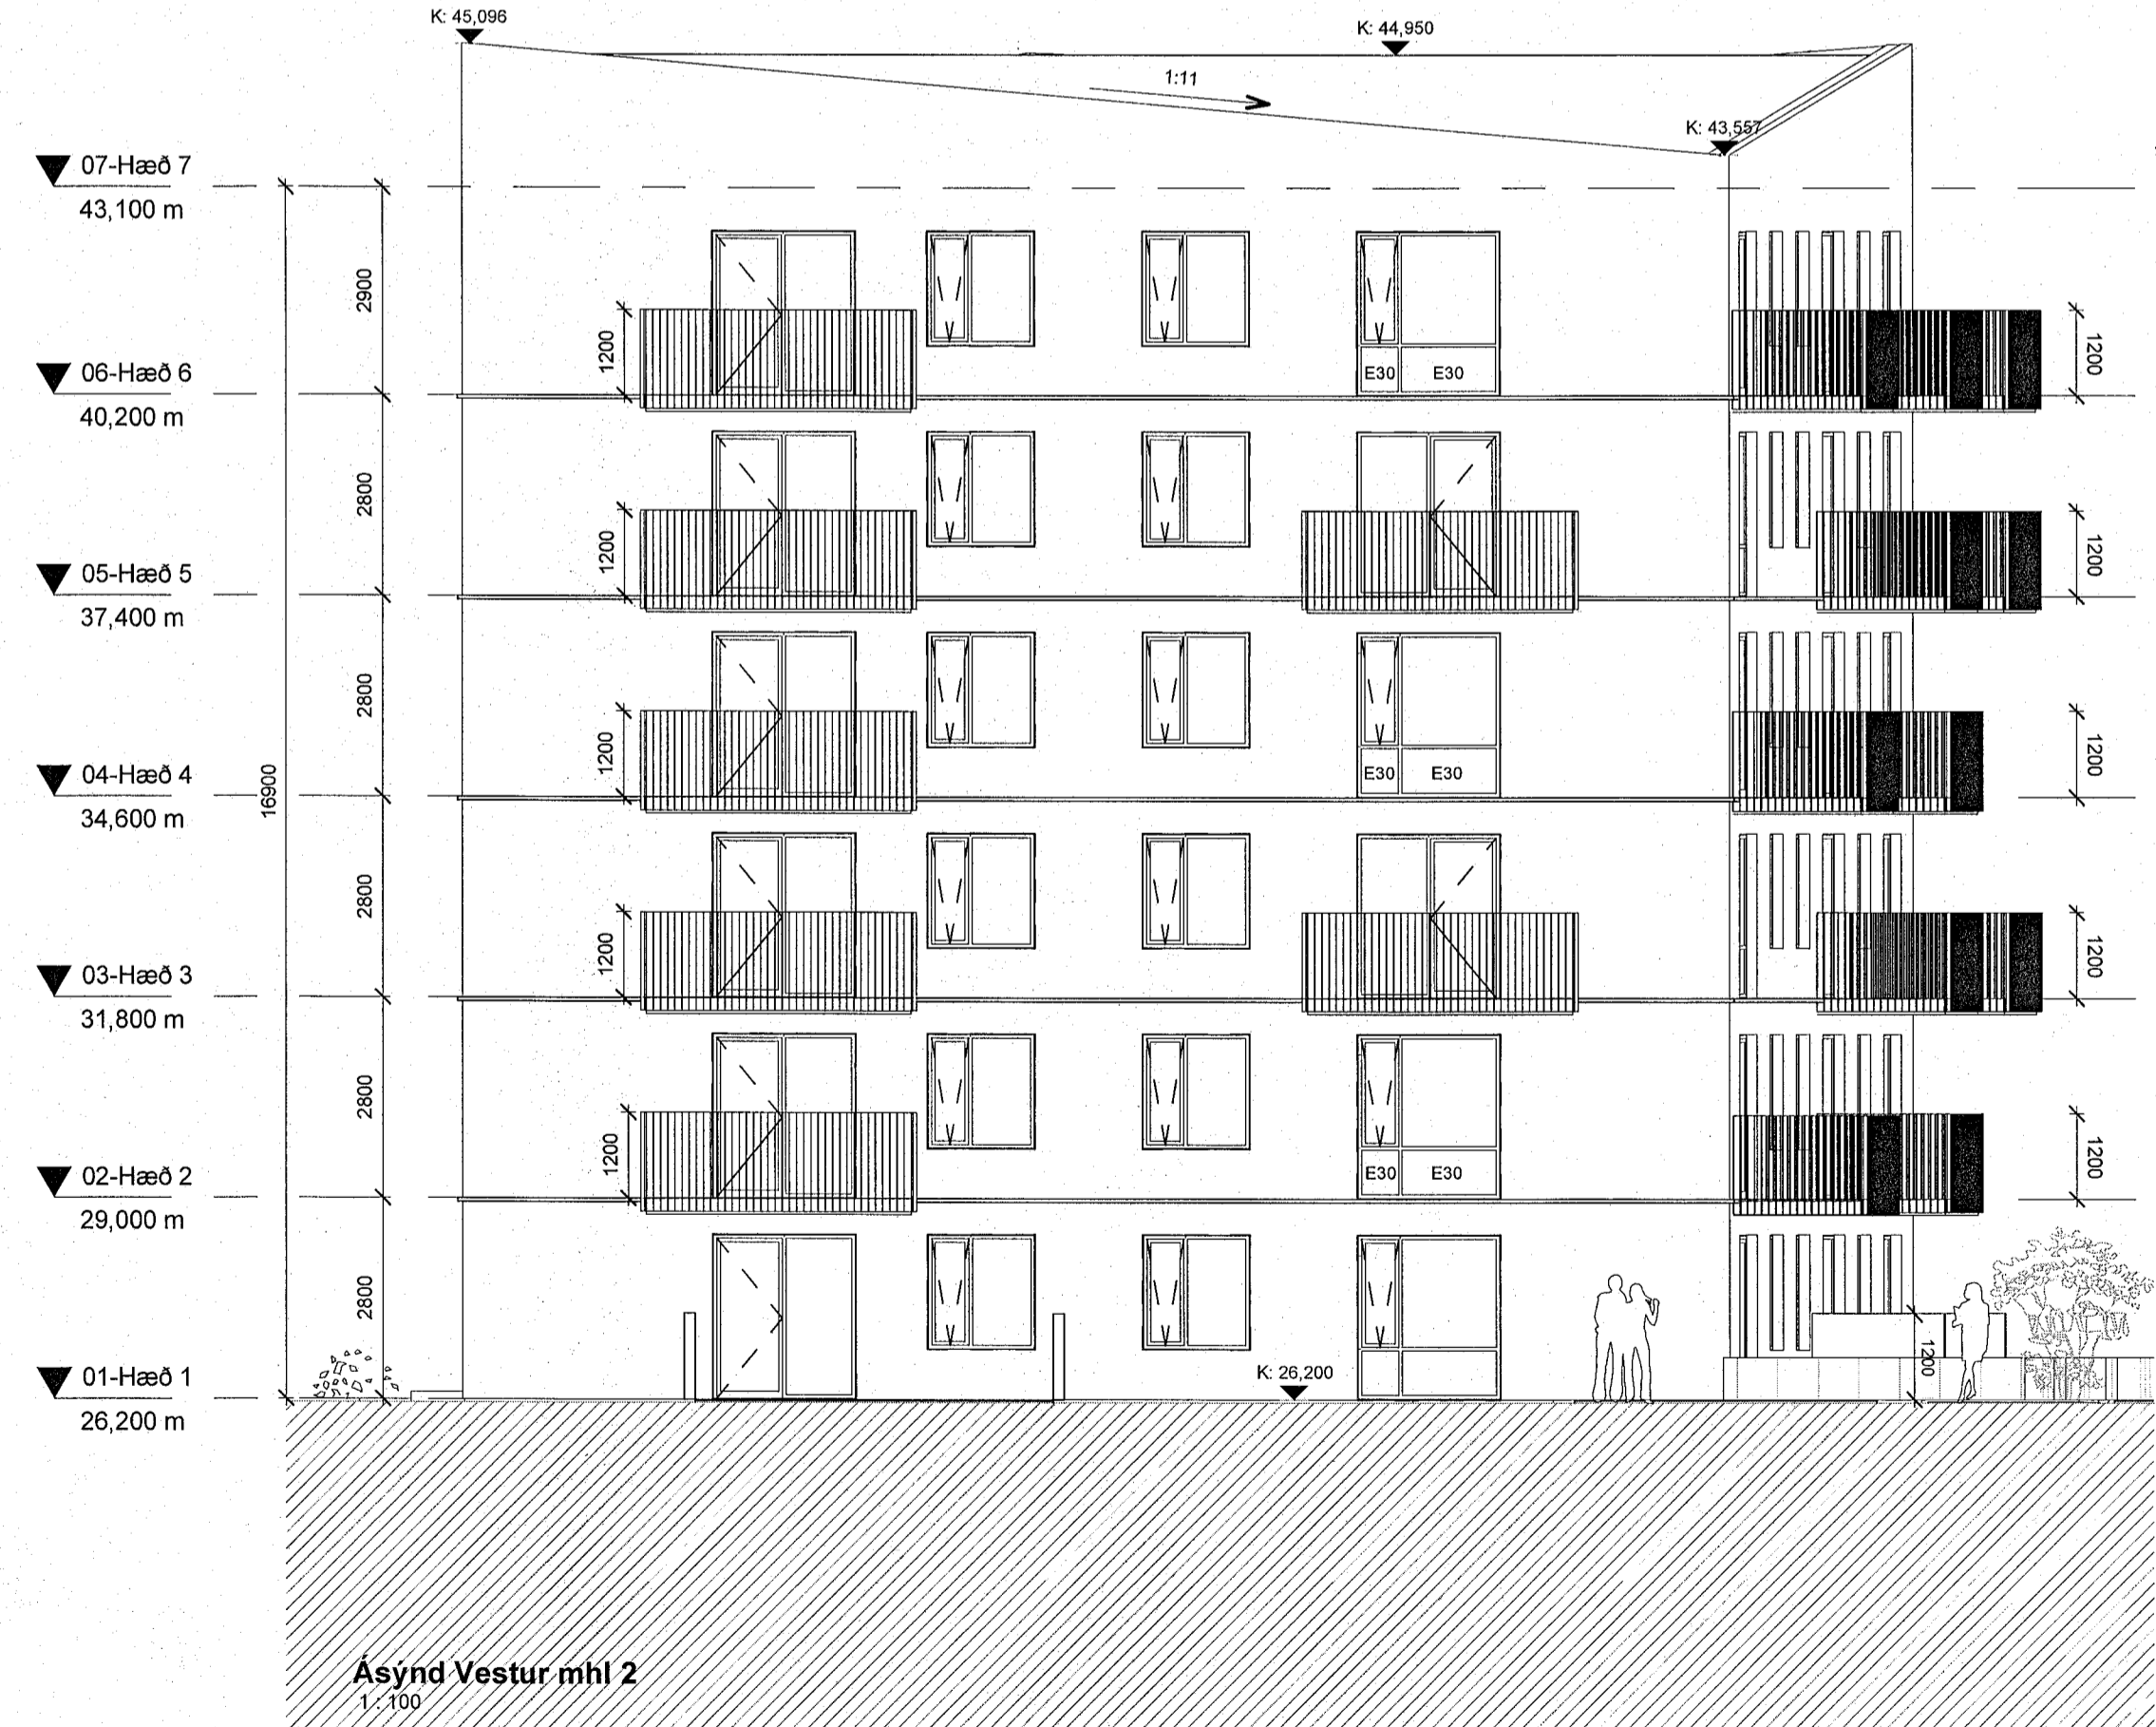 K: 45,096
K: 44,950
1:11
K: 43,557
07-Hæð 7
43,100 m
2900
1200
1200
E30 E30
06-Hæð 6
40,200 m
2800
1200
1200
05-Hæð 5
37,400 m
2800
1200
1200
E30 E30
04-Hæð 4
34,600 m
16900
2800
1200
1200
03-Hæð 3
31,800 m
2800
1200
1200
E30 E30
02-Hæð 2
29,000 m
2800
1200
K: 26,200
01-Hæð 1
26,200 m
Ásýnd Vestur mhl 2
1 : 100